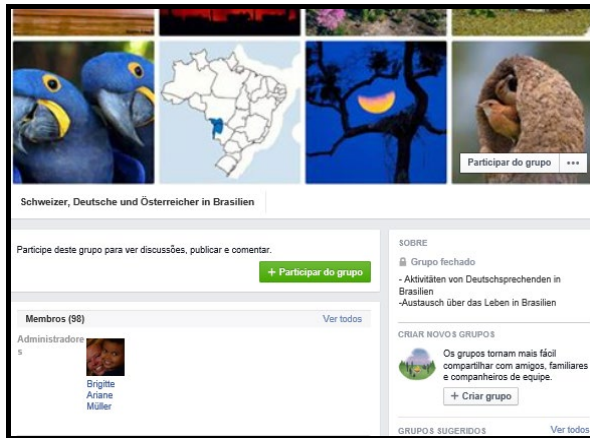 Participar do grupo ...
Schweizer, Deutsche und Österreicher in Brasilien
Participe deste grupo para ver discussões, publicar e comentar.
+ Participar do grupo
Membros (98)
Ver todos
Administradore
s
Brigitte
Ariane
Müller
SOBRE
Grupo fechado
- Aktivitäten von Deutschsprechenden in
Brasilien
-Austausch über das Leben in Brasilien
CRIAR NOVOS GRUPOS
Os grupos tornam mais fácil
compartilhar com amigos, familiares
e companheiros de equipe.
+ Criar grupo
GRUPOS SUGERIDOS
Ver todos